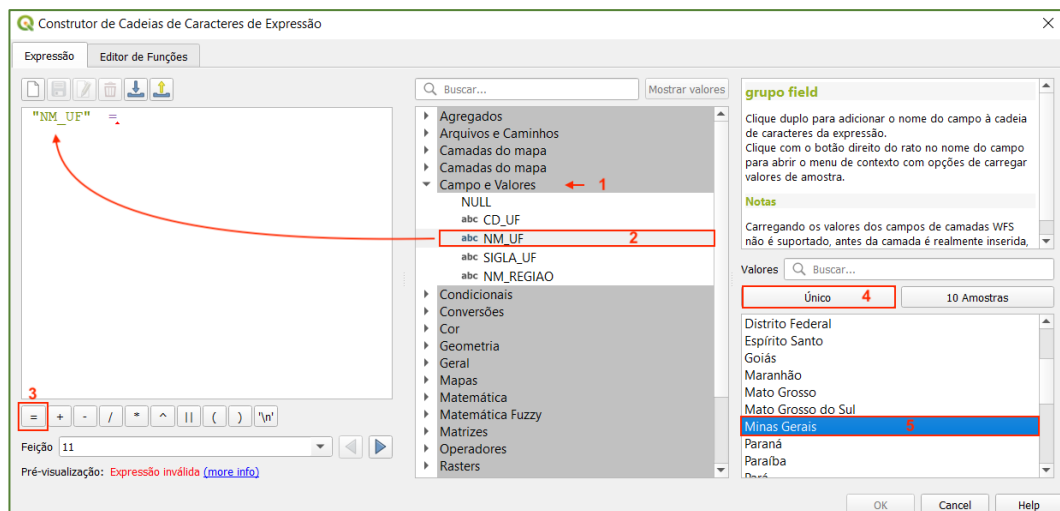 Construtor de Cadeias de Caracteres de Expressão
Expressão
Editor de Funções
"NM_UF" =
3
= + - / * ^ || ( ) '\n'
Feição 11
Pré-visualização: Expressão inválida (more info)
Buscar...
Mostrar valores
Agregados
Arquivos e Caminhos
Camadas do mapa
Camadas do mapa
Campo e Valores 1
NULL
abc CD_UF
abc NM_UF 2
abc SIGLA_UF
abc NM_REGIAO
Condicionais
Conversões
Cor
Geometria
Geral
Mapas
Matemática
Matemática Fuzzy
Matrizes
Operadores
Rasters
grupo field
Clique duplo para adicionar o nome do campo à cadeia
de caracteres da expressão.
Clique com o botão direito do rato no nome do campo
para abrir o menu de contexto com opções de carregar
valores de amostra.
Notas
Carregando os valores dos campos de camadas WFS
não é suportado, antes da camada é realmente inserida,
Valores Buscar...
Único 4
10 Amostras
Distrito Federal
Espírito Santo
Goiás
Maranhão
Mato Grosso
Mato Grosso do Sul
Minas Gerais 5
Paraná
Paraíba
Pará
OK
Cancel
Help